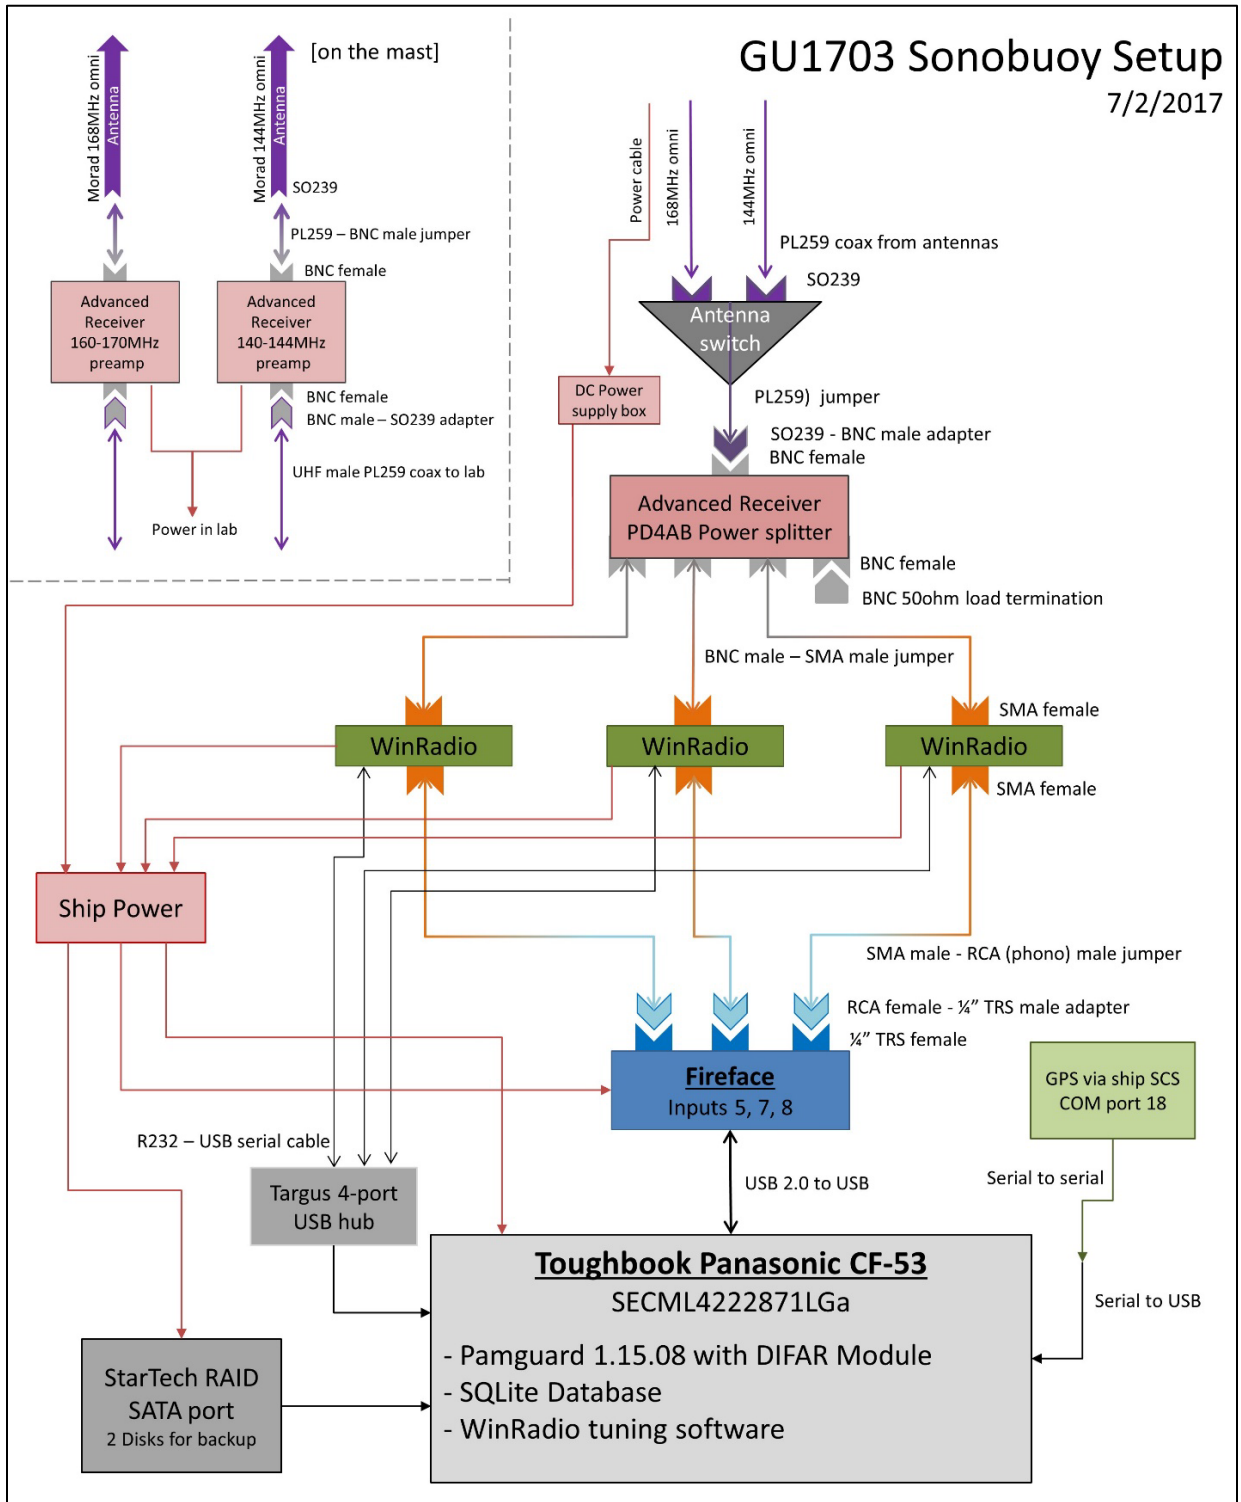 GU1703 Sonobuoy Setup
7/2/2017
[on the mast]
Morad 168MHz omni
Antenna
Morad 144MHz omni
Antenna
SO239
PL259 – BNC male jumper
BNC female
Advanced
Receiver
160-170MHz
preamp
Advanced
Receiver
140-144MHz
preamp
BNC female
BNC male – SO239 adapter
UHF male PL259 coax to lab
Power in lab
Power cable
168MHz omni
144MHz omni
PL259 coax from antennas
SO239
Antenna
switch
DC Power
supply box
PL259) jumper
SO239 - BNC male adapter
BNC female
Advanced Receiver
PD4AB Power splitter
BNC female
BNC 50ohm load termination
BNC male – SMA male jumper
SMA female
WinRadio
WinRadio
WinRadio
SMA female
Ship Power
SMA male - RCA (phono) male jumper
RCA female - ¼” TRS male adapter
¼” TRS female
Fireface
Inputs 5, 7, 8
GPS via ship SCS
COM port 18
R232 – USB serial cable
Targus 4-port
USB hub
USB 2.0 to USB
Serial to serial
Serial to USB
Toughbook Panasonic CF-53
SECML4222871LGa
- Pamguard 1.15.08 with DIFAR Module
- SQLite Database
- WinRadio tuning software
StarTech RAID
SATA port
2 Disks for backup